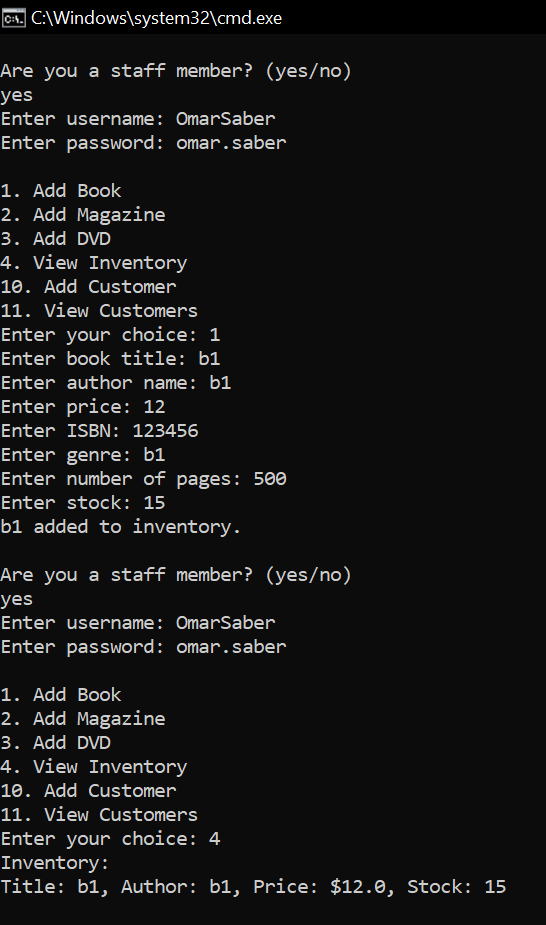 C:\Windows\system32\cmd.exe
Are you a staff member? (yes/no)
yes
Enter username: OmarSaber
Enter password: omar.saber
1. Add Book
2. Add Magazine
3. Add DVD
4. View Inventory
10. Add Customer
11. View Customers
Enter your choice: 1
Enter book title: b1
Enter author name: b1
Enter price: 12
Enter ISBN: 123456
Enter genre: b1
Enter number of pages: 500
Enter stock: 15
b1 added to inventory.
Are you a staff member? (yes/no)
yes
Enter username: OmarSaber
Enter password: omar.saber
1. Add Book
2. Add Magazine
3. Add DVD
4. View Inventory
10. Add Customer
11. View Customers
Enter your choice: 4
Inventory:
Title: b1, Author: b1, Price: $12.0, Stock: 15